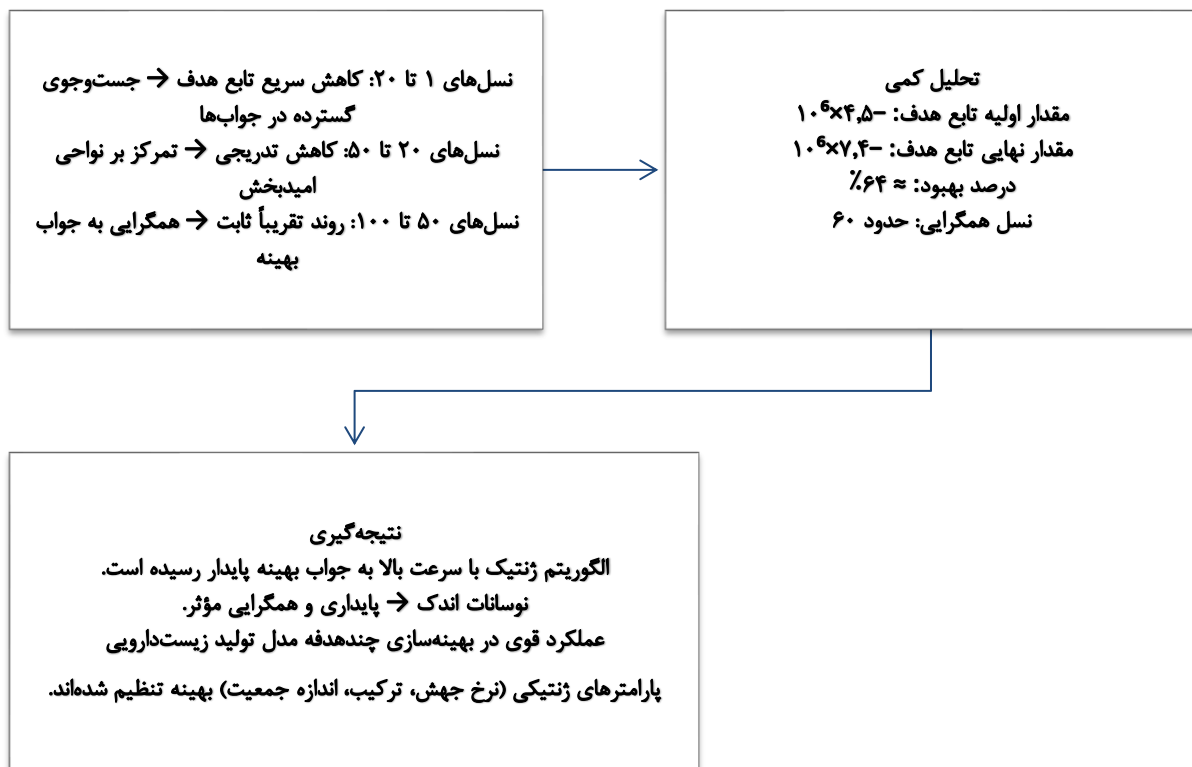 نسل‌های ۱ تا ۲۰: کاهش سریع تابع هدف → جست‌وجوی
گسترده در جواب‌ها
نسل‌های ۲۰ تا ۵۰: کاهش تدریجی → تمرکز بر نواحی
امیدبخش
نسل‌های ۵۰ تا ۱۰۰: روند تقریباً ثابت → همگرایی به جواب
بهینه
تحلیل کمی
مقدار اولیه تابع هدف: −۴٫۵×۱۰⁶
مقدار نهایی تابع هدف: −۷٫۴×۱۰⁶
درصد بهبود: ≈ ۶۴٪
نسل همگرایی: حدود ۶۰
نتیجه‌گیری
الگوریتم ژنتیک با سرعت بالا به جواب بهینه پایدار رسیده است.
نوسانات اندک → پایداری و همگرایی مؤثر.
عملکرد قوی در بهینه‌سازی چندهدفه مدل تولید زیست‌دارویی
پارامترهای ژنتیکی (نرخ جهش، ترکیب، اندازه جمعیت) بهینه تنظیم شده‌اند.